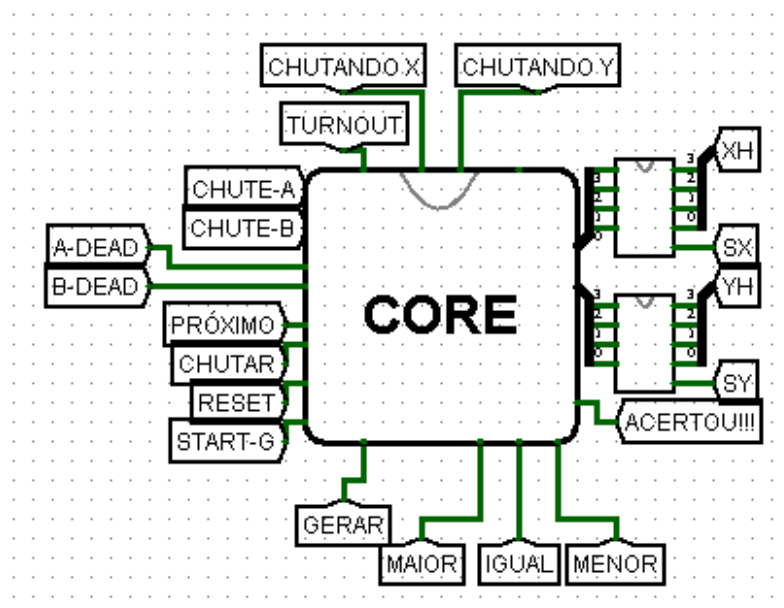 CHUTANDO.X
CHUTANDO.Y
TURNOUT
XH
3
2
1
0
3
2
1
0
CHUTE-A
CHUTE-B
SX
A-DEAD
B-DEAD
YH
3
2
1
0
3
2
1
0
CORE
PRÓXIMO
CHUTAR
SY
RESET
ACERTOU!!!
START-G
GERAR
MAIOR
IGUAL
MENOR